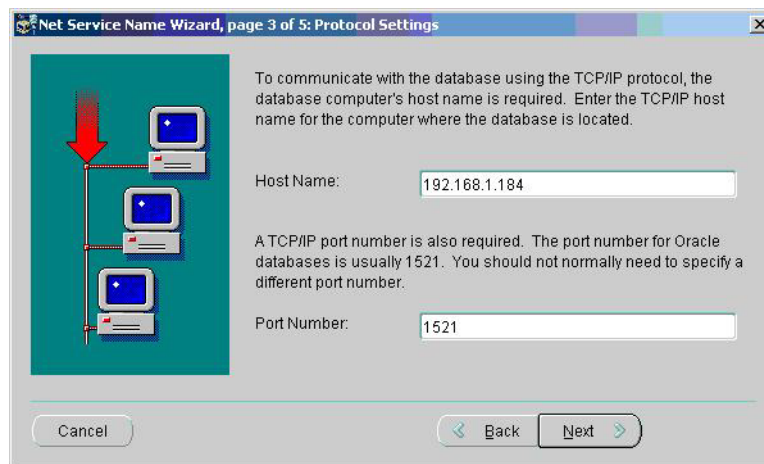 Net Service Name Wizard, page 3 of 5: Protocol Settings
To communicate with the database using the TCP/IP protocol, the
database computer's host name is required. Enter the TCP/IP host
name for the computer where the database is located.
Host Name:
192.168.1.184
A TCP/IP port number is also required. The port number for Oracle
databases is usually 1521. You should not normally need to specify a
different port number.
Port Number:
1521
Cancel
Back
Next